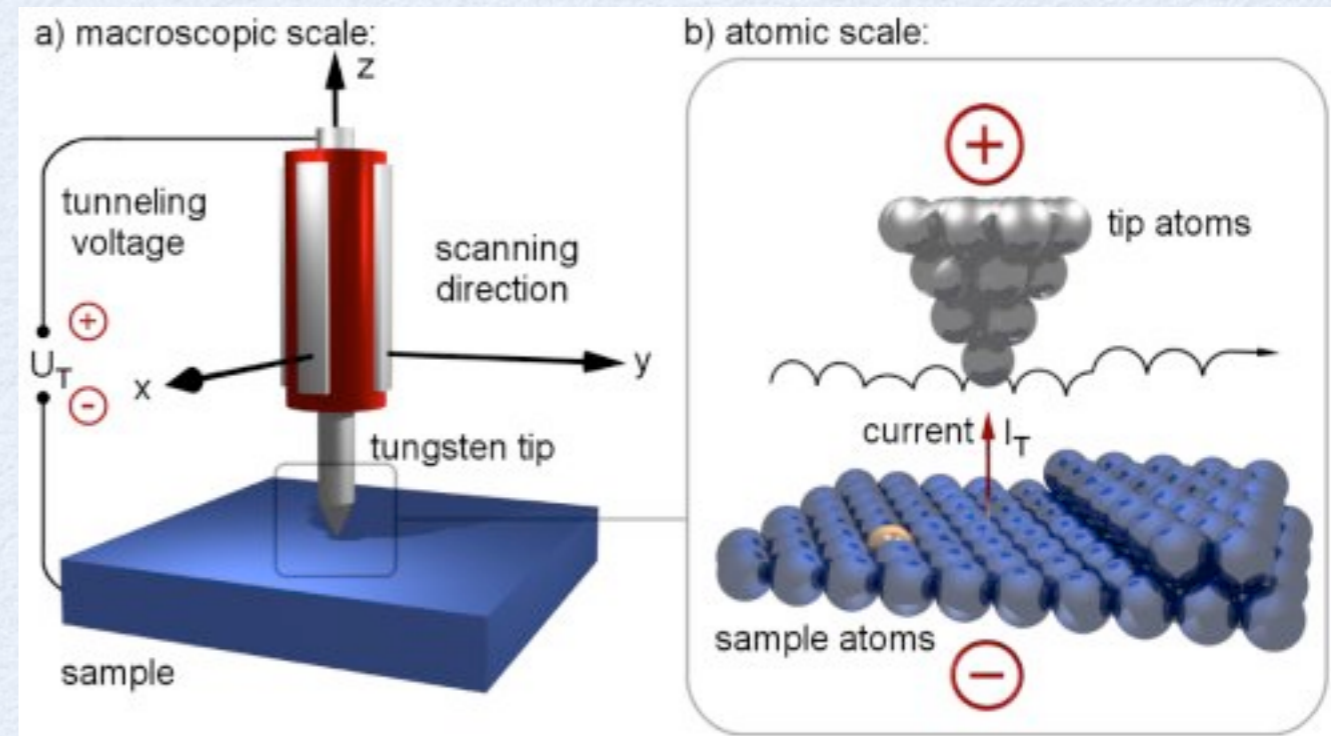 a) macroscopic scale:
z
tunneling
voltage
scanning
direction
+
U_T
−
x
y
tungsten tip
sample
b) atomic scale:
+
tip atoms
current I_T
sample atoms
−